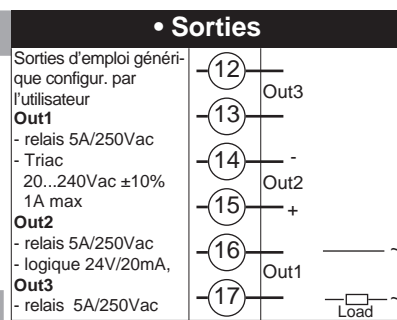 • Sorties
Sorties d'emploi généri-
que configur. par
l'utilisateur
Out1
- relais 5A/250Vac
- Triac
20...240Vac ±10%
1A max
Out2
- relais 5A/250Vac
- logique 24V/20mA,
Out3
- relais 5A/250Vac
12
Out3
13
14 -
Out2
15 +
16 ~
Out1
17 ~
Load